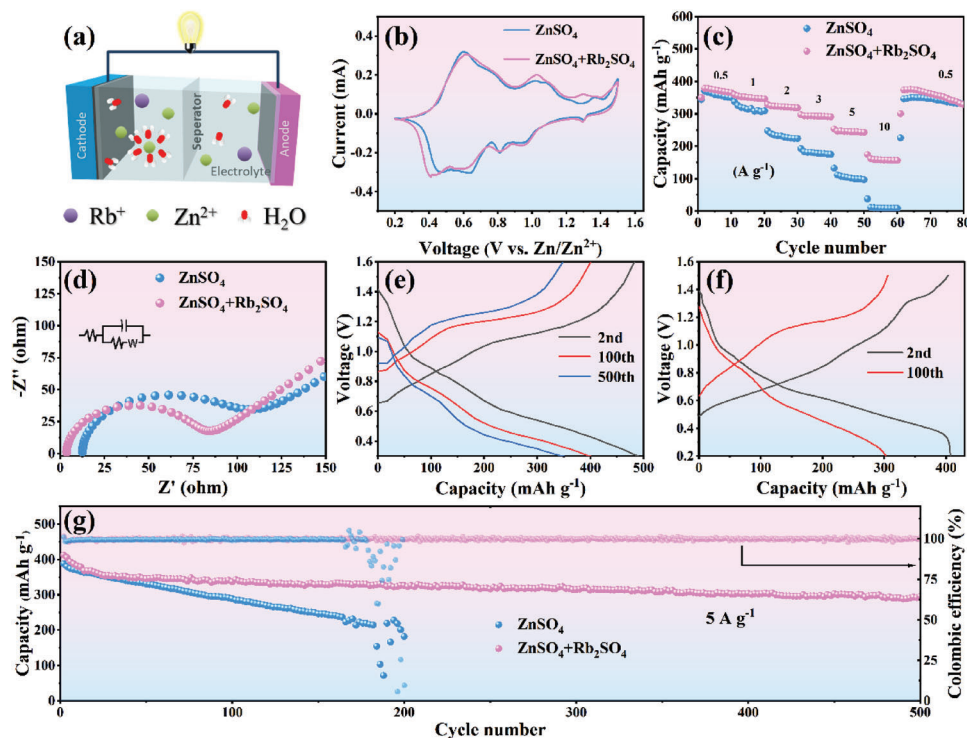 (a)
Cathode
Seperator
Anode
Electrolyte
Rb⁺ Zn²⁺ H₂O
(b)
ZnSO₄
ZnSO₄+Rb₂SO₄
Current (mA)
0.4
0.2
0.0
-0.2
-0.4
0.2 0.4 0.6 0.8 1.0 1.2 1.4 1.6
Voltage (V vs. Zn/Zn²⁺)
(c)
ZnSO₄
ZnSO₄+Rb₂SO₄
Capacity (mAh g⁻¹)
600
500
400
300
200
100
0
0.5 1 2 3 5 10 0.5
(A g⁻¹)
0 20 40 60 80
Cycle number
(d)
ZnSO₄
ZnSO₄+Rb₂SO₄
W
-Z'' (ohm)
-150
-125
-100
-75
-50
-25
0
0 25 50 75 100 125 150
Z' (ohm)
(e)
2nd
100th
500th
Voltage (V)
1.6
1.4
1.2
1.0
0.8
0.6
0.4
0 100 200 300 400 500
Capacity (mAh g⁻¹)
(f)
2nd
100th
Voltage (V)
1.6
1.4
1.2
1.0
0.8
0.6
0.4
0.2
0 100 200 300 400
Capacity (mAh g⁻¹)
(g)
Capacity (mAh g⁻¹)
500
400
300
200
100
0
ZnSO₄
ZnSO₄+Rb₂SO₄
5 A g⁻¹
100
75
50
25
0
Colombic efficiency (%)
0 100 200 300 400 500
Cycle number